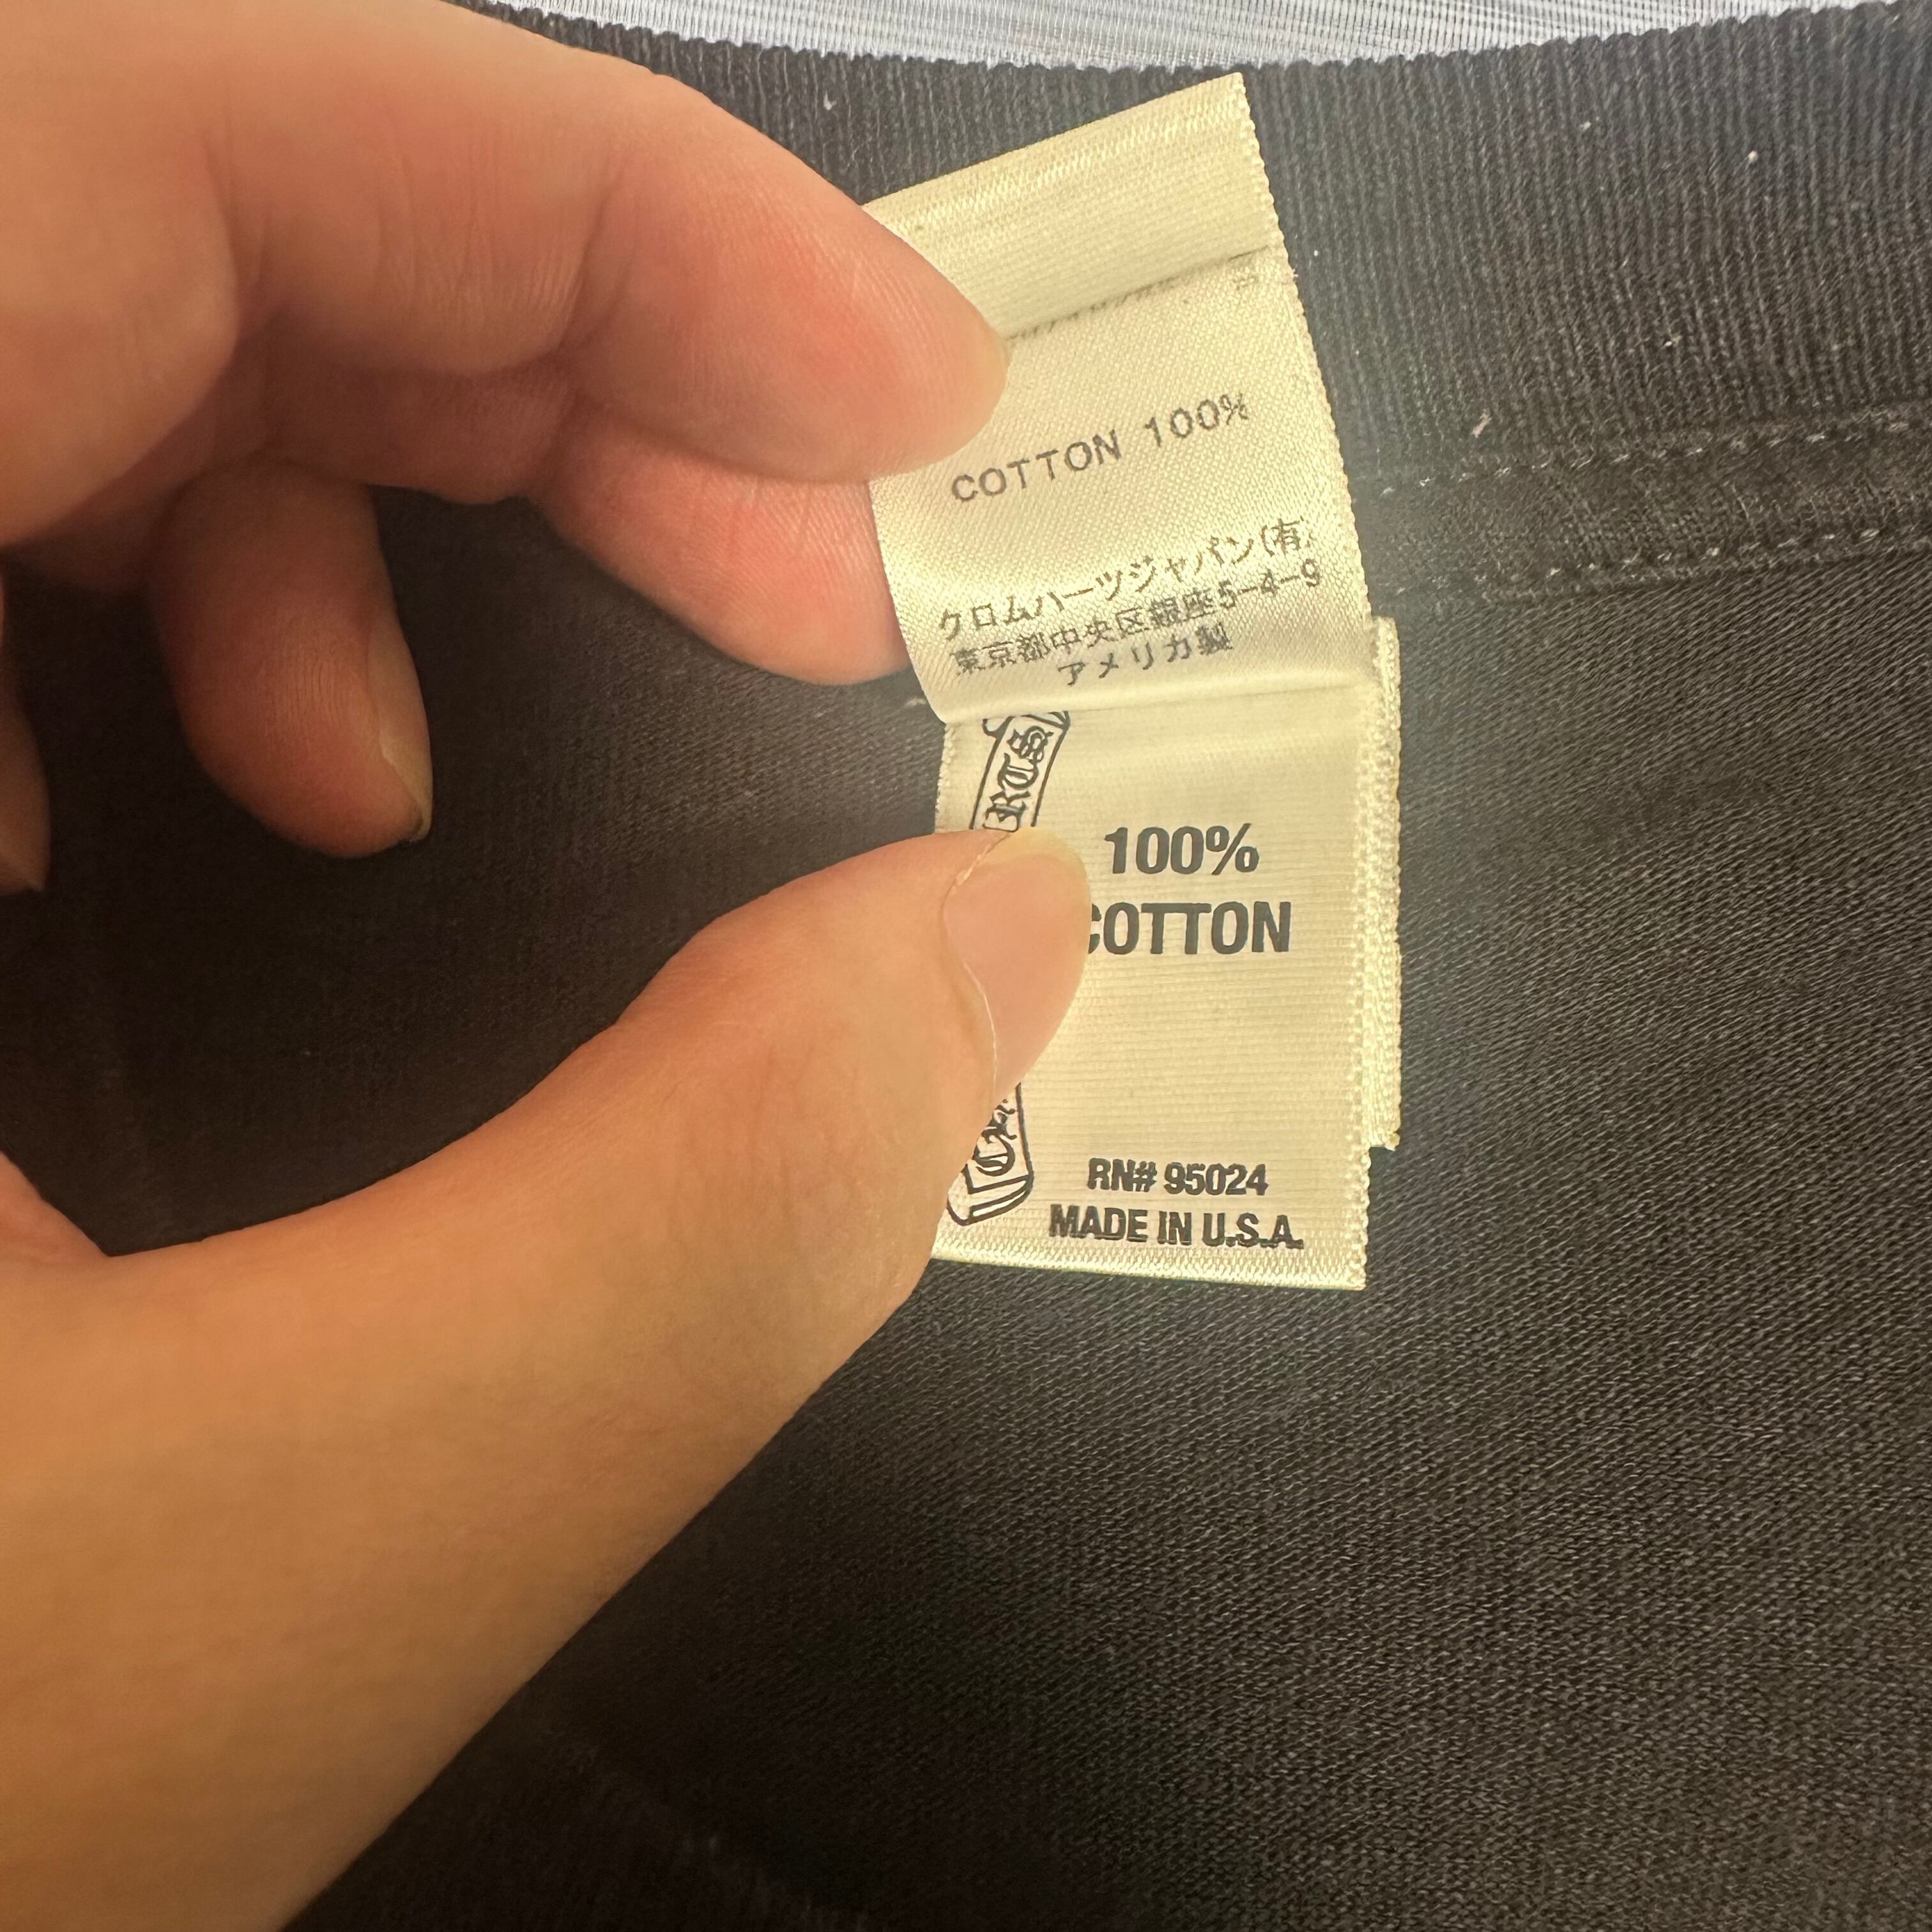 COTTON 100%
クロムハーツジャパン(有)
東京都中央区銀座5-4-9
アメリカ製
100%
COTTON
RN# 95024
MADE IN U.S.A.